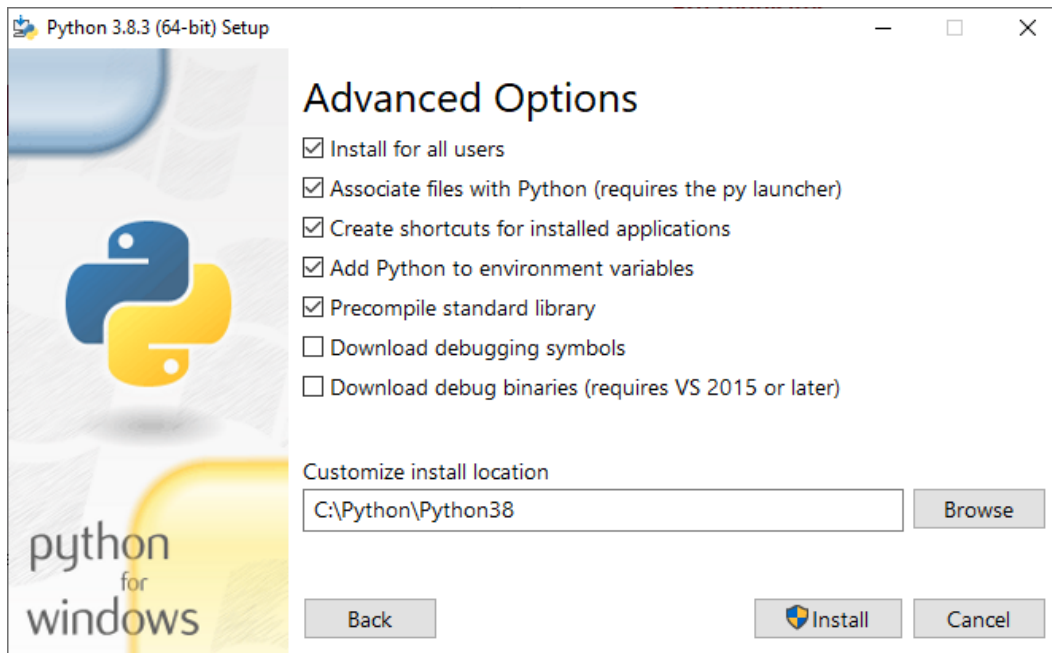 Python 3.8.3 (64-bit) Setup
Advanced Options
Install for all users
Associate files with Python (requires the py launcher)
Create shortcuts for installed applications
Add Python to environment variables
Precompile standard library
Download debugging symbols
Download debug binaries (requires VS 2015 or later)
Customize install location
C:\Python\Python38
Browse
python
for
windows
Back
Install
Cancel